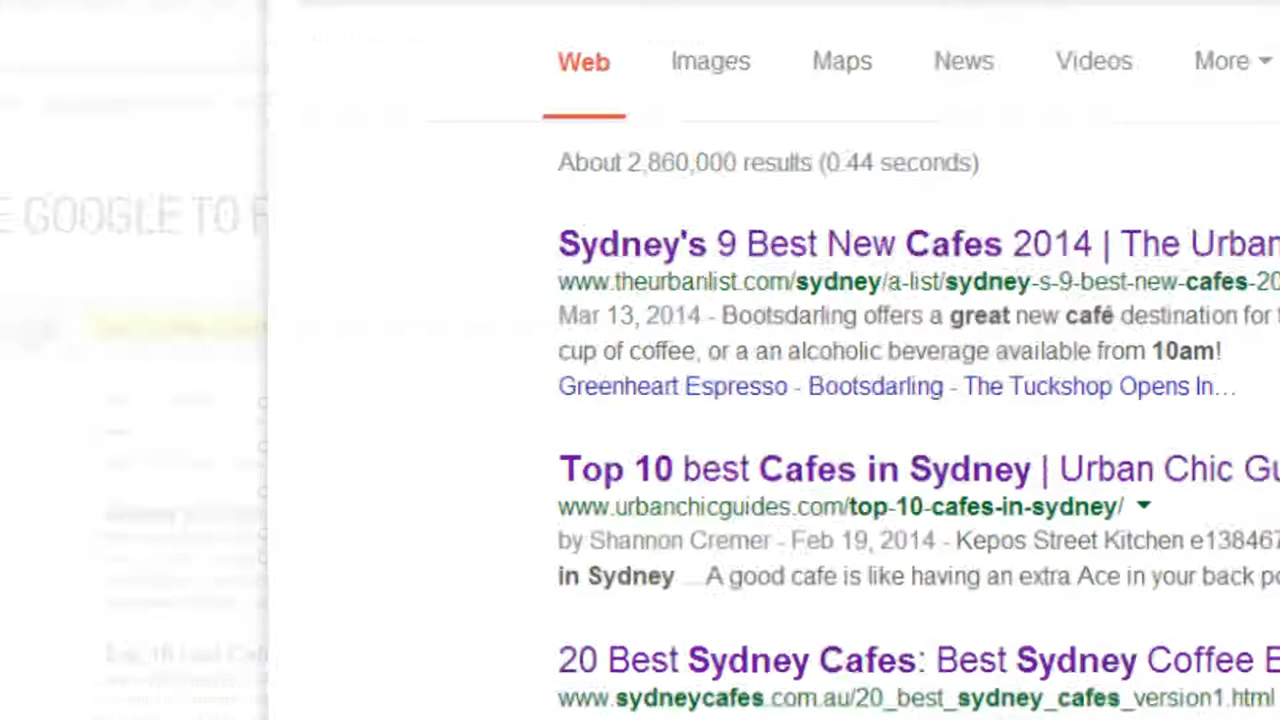 Web Images Maps News Videos More
About 2,860,000 results (0.44 seconds)
GOOGLE TO
Sydney's 9 Best New Cafes 2014 | The Urban
www.theurbanlist.com/sydney/a-list/sydney-s-9-best-new-cafes-20
Mar 13, 2014 - Bootsdarling offers a great new café destination for
cup of coffee, or a an alcoholic beverage available from 10am!
Greenheart Espresso - Bootsdarling - The Tuckshop Opens In...
Top 10 best Cafes in Sydney | Urban Chic Gu
www.urbanchicguides.com/top-10-cafes-in-sydney/
by Shannon Cremer - Feb 19, 2014 - Kepos Street Kitchen e138467
in Sydney ... A good cafe is like having an extra Ace in your back po
20 Best Sydney Cafes: Best Sydney Coffee
www.sydneycafes.com.au/20_best_sydney_cafes_version1.html